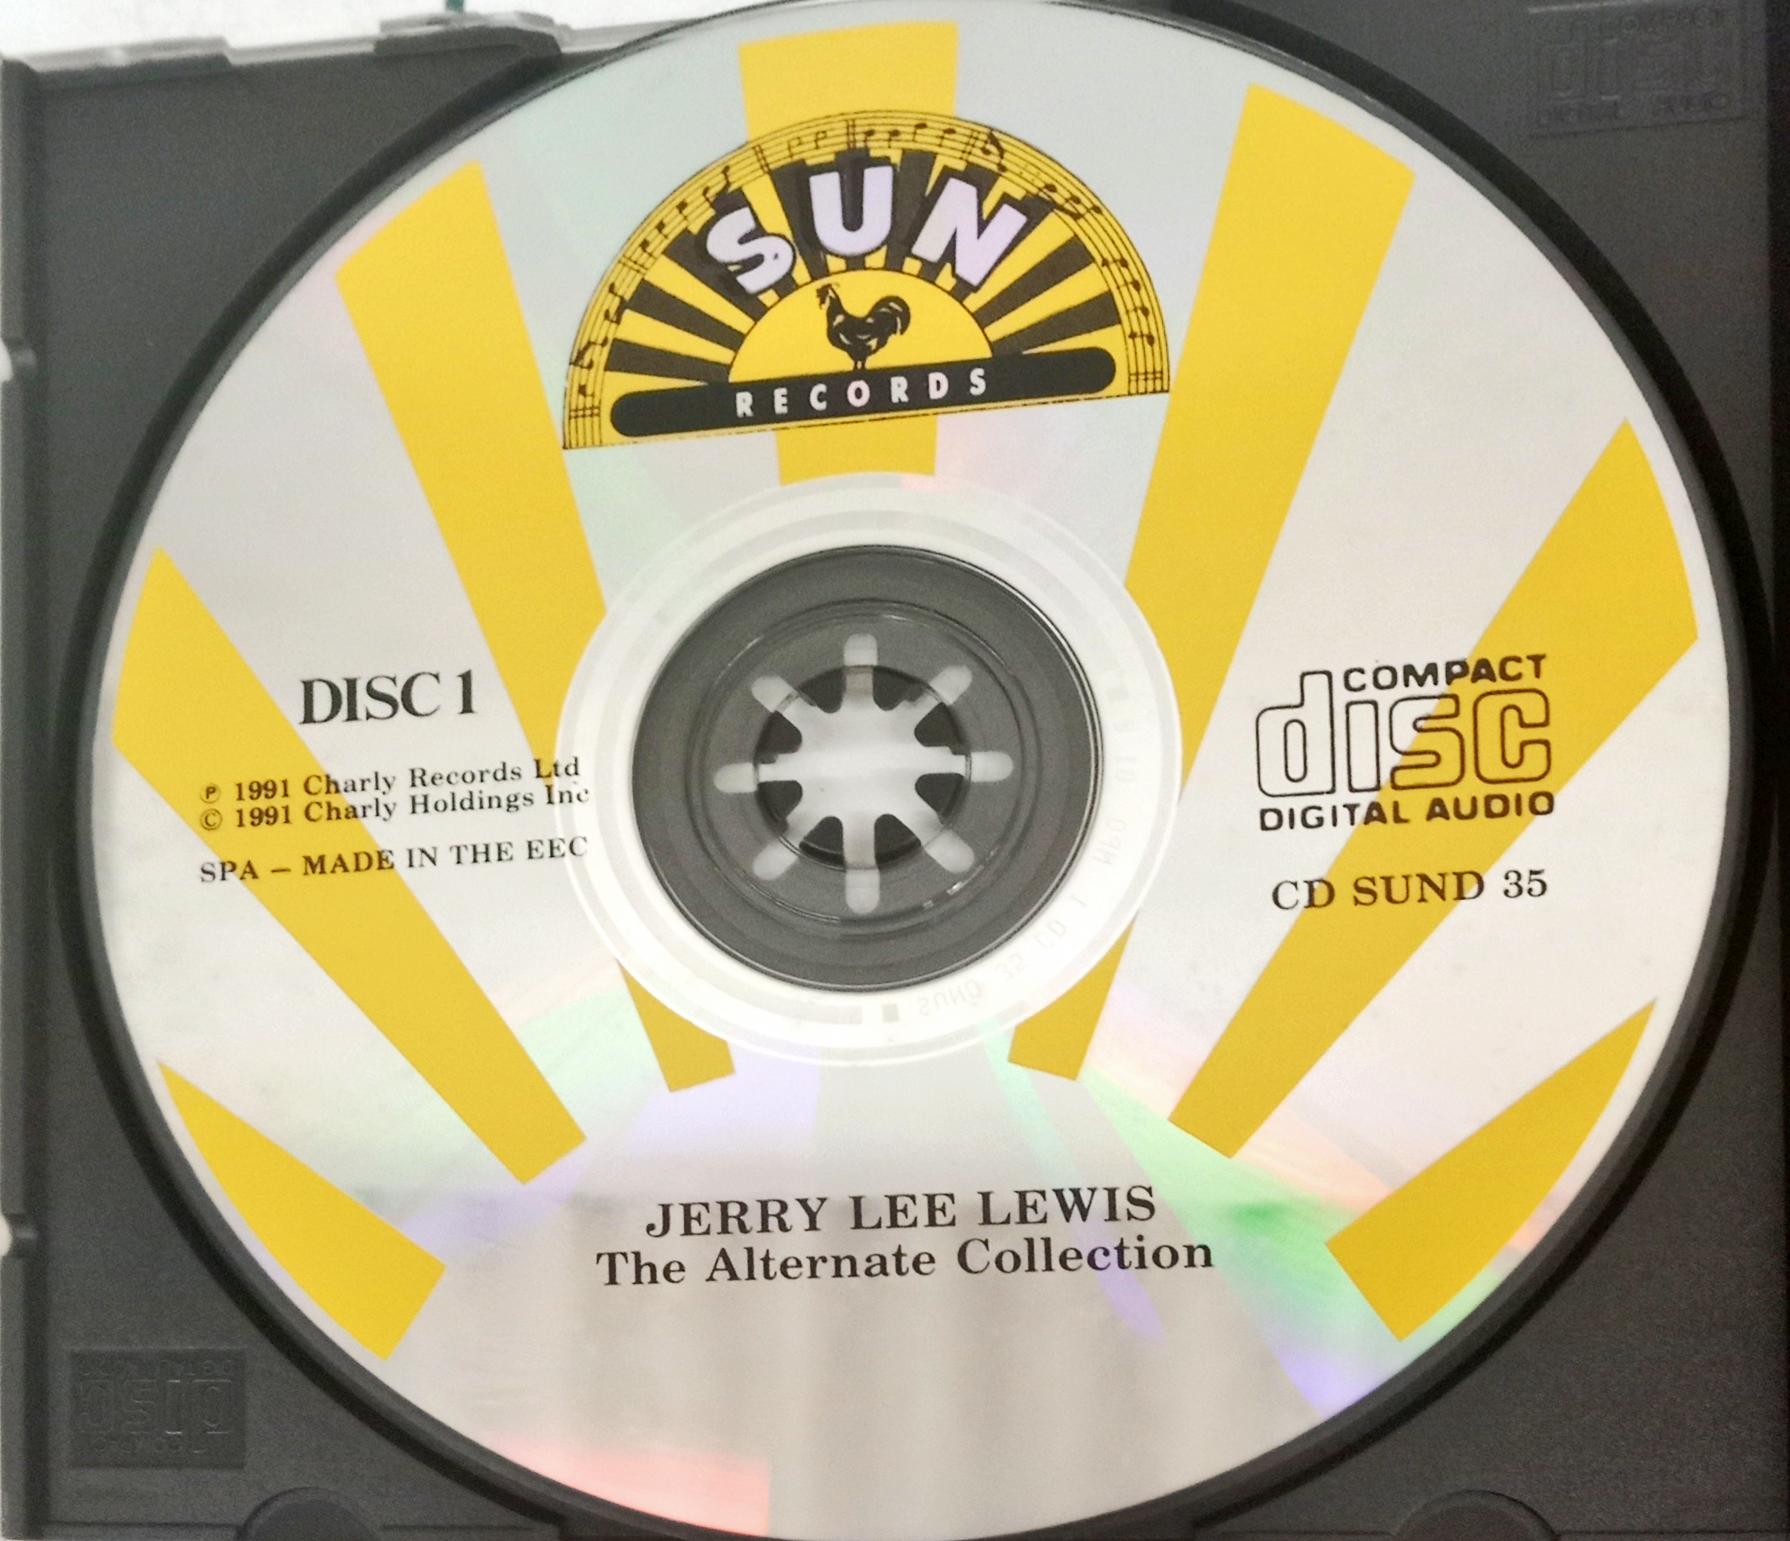 SUN
RECORDS
DISC 1
℗ 1991 Charly Records Ltd
© 1991 Charly Holdings Inc
SPA – MADE IN THE EEC
COMPACT
disc
DIGITAL AUDIO
CD SUND 35
JERRY LEE LEWIS
The Alternate Collection